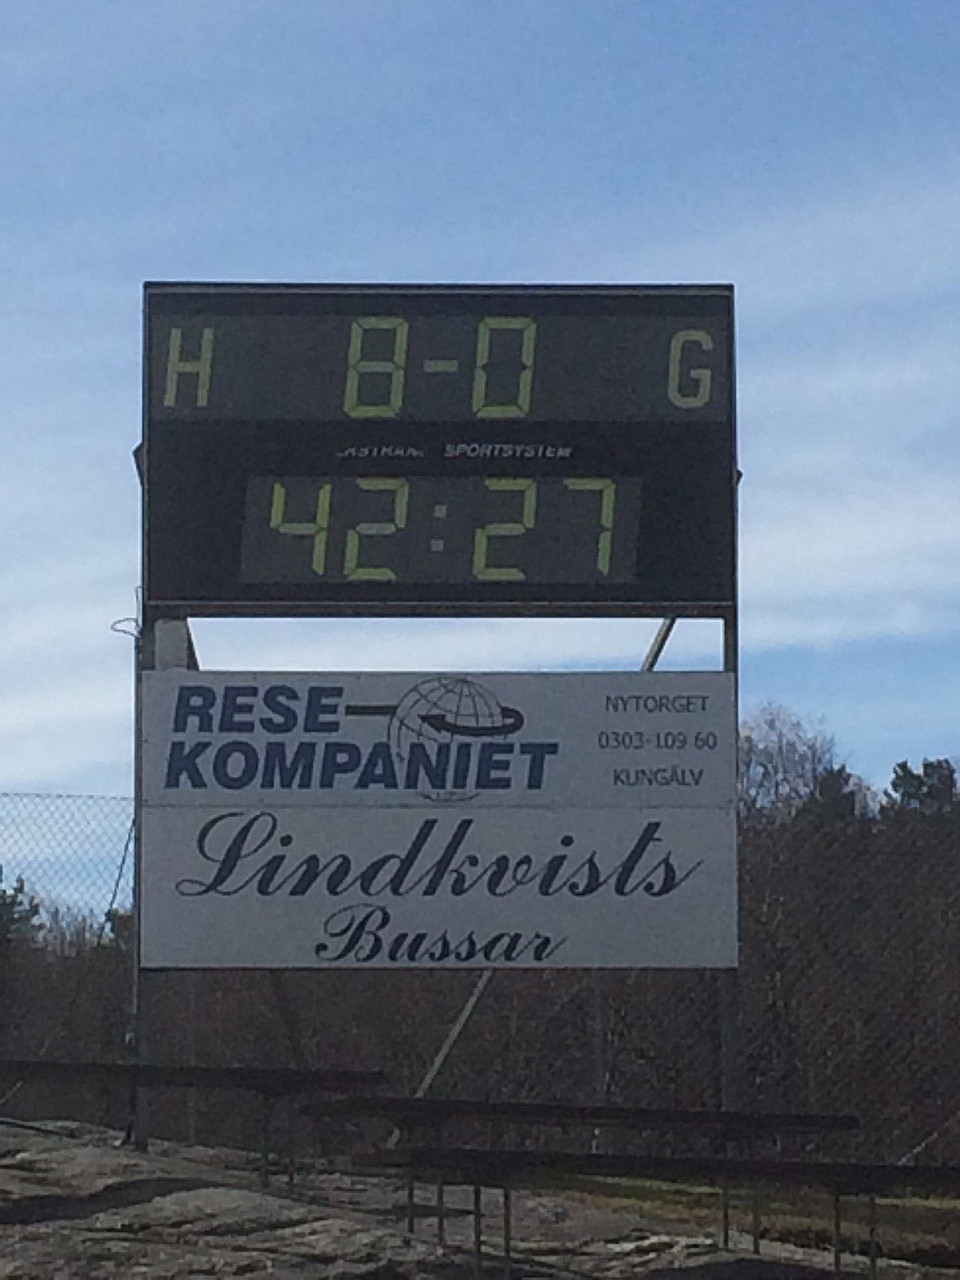 H 8-0 G
SPORTSYSTEM
42:27
RESE
KOMPANIET
NYTORGET
0303-109 60
KUNGÄLV
Lindkvists
Bussar